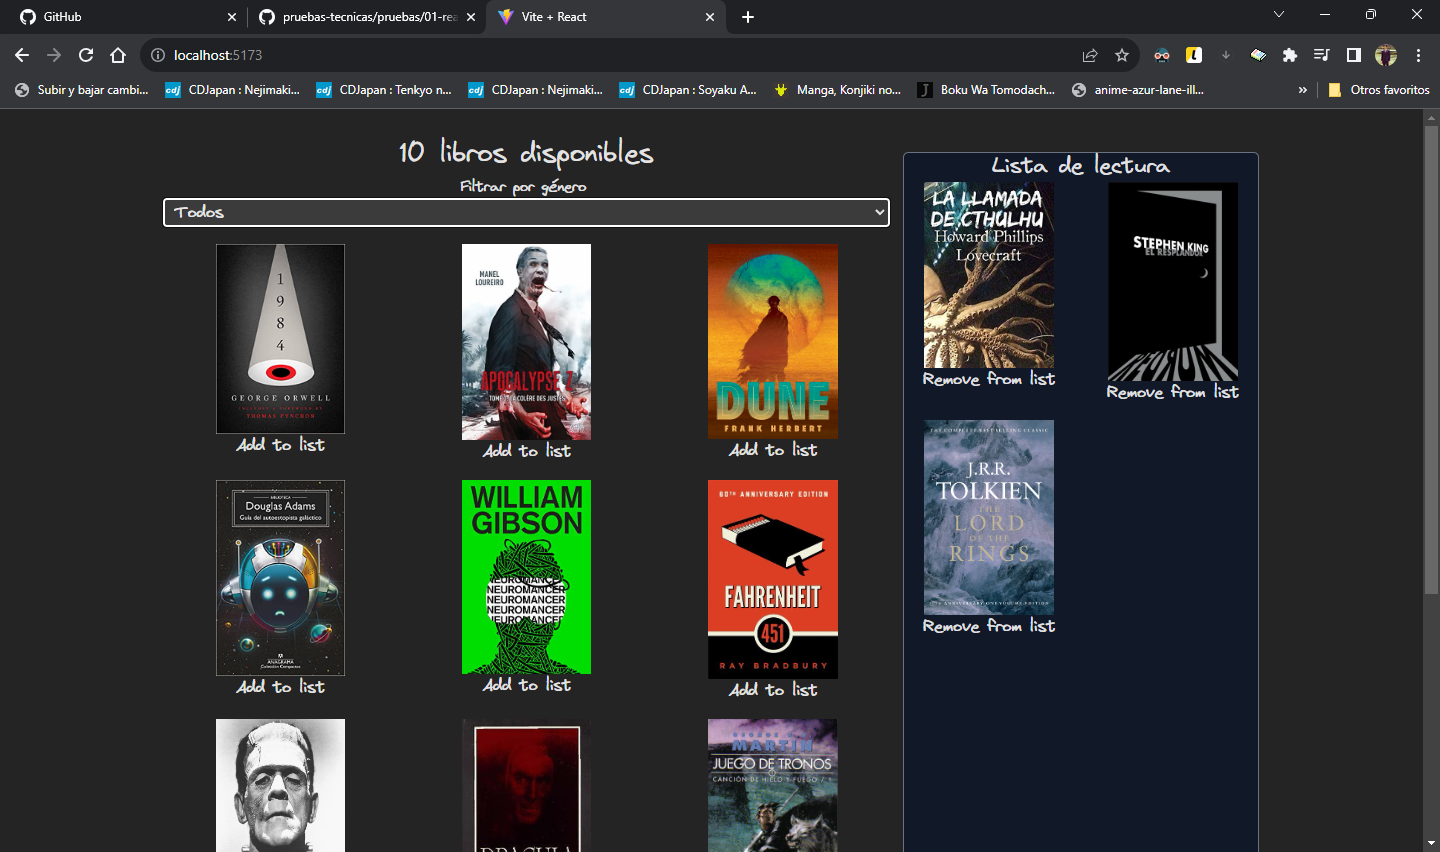 GitHub
pruebas-tecnicas/pruebas/01-rea
Vite + React
localhost:5173
Subir y bajar cambi...
CDJapan : Nejimaki...
CDJapan : Tenkyo n...
CDJapan : Nejimaki...
CDJapan : Soyaku A...
Manga, Konjiki no...
Boku Wa Tomodach...
anime-azur-lane-ill...
»
Otros favoritos
10 libros disponibles
Filtrar por género
Todos
1
9
8
4
GEORGE ORWELL
THOMAS PYNCHON
Add to list
MANEL
LOUREIRO
APOCALYPSE Z
TOME 3: LA COLÈRE DES JUSTES
Add to list
DUNE
FRANK HERBERT
Add to list
BIBLIOTECA
Douglas Adams
Guía del autoestopista galáctico
ANAGRAMA
Colección Compactos
Add to list
WILLIAM
GIBSON
NEUROMANCER
NEUROMANCER
NEUROMANCER
NEUROMANCER
NEUROMANCER
Add to list
60TH ANNIVERSARY EDITION
FAHRENHEIT
451
RAY BRADBURY
Add to list
DRACULA
MARTIN
JUEGO DE TRONOS
CANCIÓN DE HIELO Y FUEGO / 1
Lista de lectura
LA LLAMADA
DE CTHULHU
Howard Phillips
Lovecraft
Remove from list
STEPHEN KING
EL RESPLANDOR
Remove from list
J.R.R.
TOLKIEN
THE
LORD
OF THE
RINGS
Remove from list